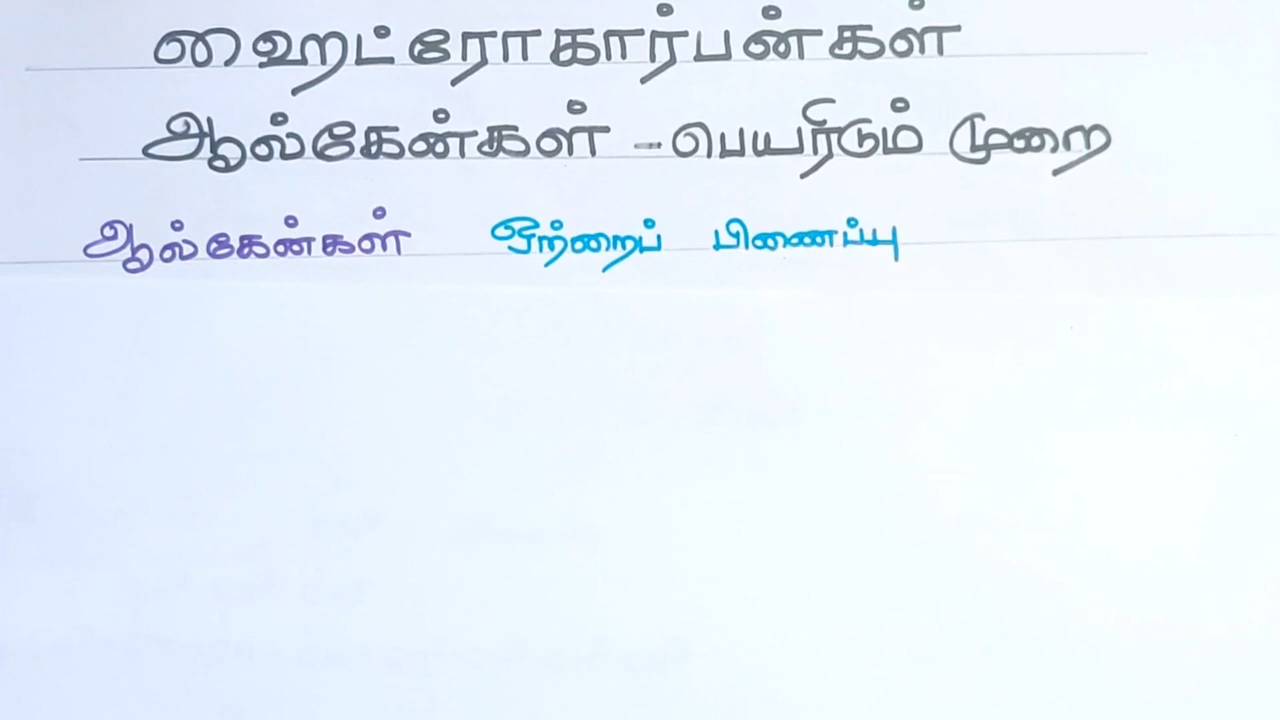 ஹைட்ரோகார்பன்கள்
ஆல்கேன்கள் - பெயரிடும் முறை
ஆல்கேன்கள் ஒற்றைப் பிணைப்பு